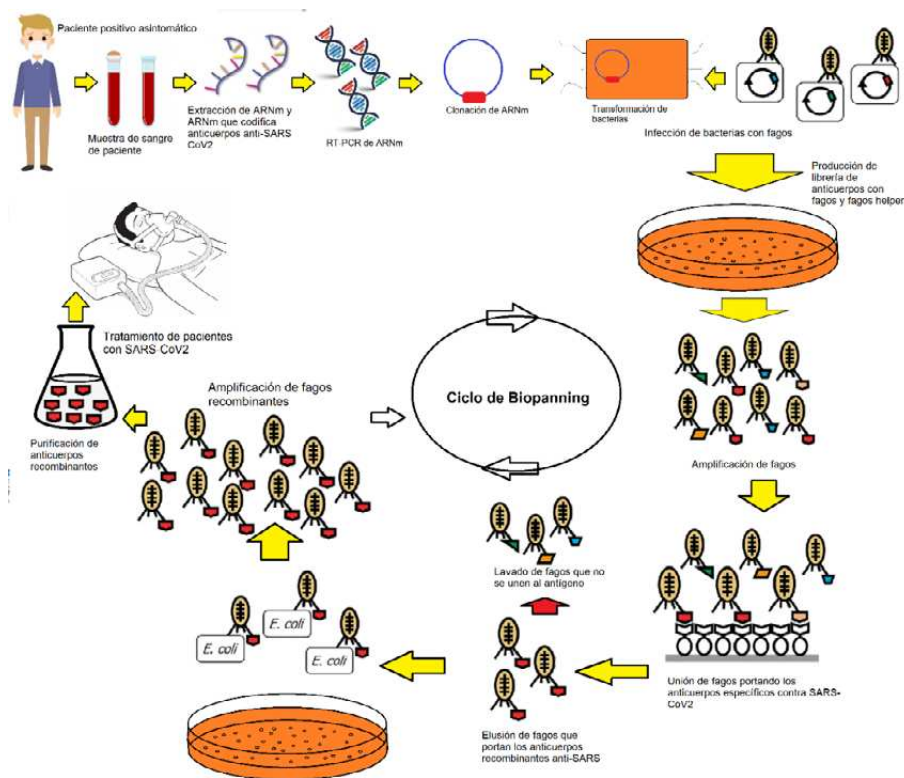 Paciente positivo asintomático
Muestra de sangre
de paciente
Extracción de ARNm y
ARNm que codifica
anticuerpos anti-SARS
CoV2
RT-PCR de ARNm
Clonación de ARNm
Transformación de
bacterias
Infección de bacterias con fagos
Producción de
librería de
anticuerpos con
fagos y fagos helper
Amplificación de fagos
Unión de fagos portando los
anticuerpos específicos contra SARS-
CoV2
Ciclo de Biopanning
Lavado de fagos que no
se unen al antígeno
Elusión de fagos que
portan los anticuerpos
recombinantes anti-SARS
E. coli
E. coli
E. coli
Amplificación de fagos
recombinantes
Purificación de
anticuerpos
recombinantes
Tratamiento de pacientes
con SARS-CoV2